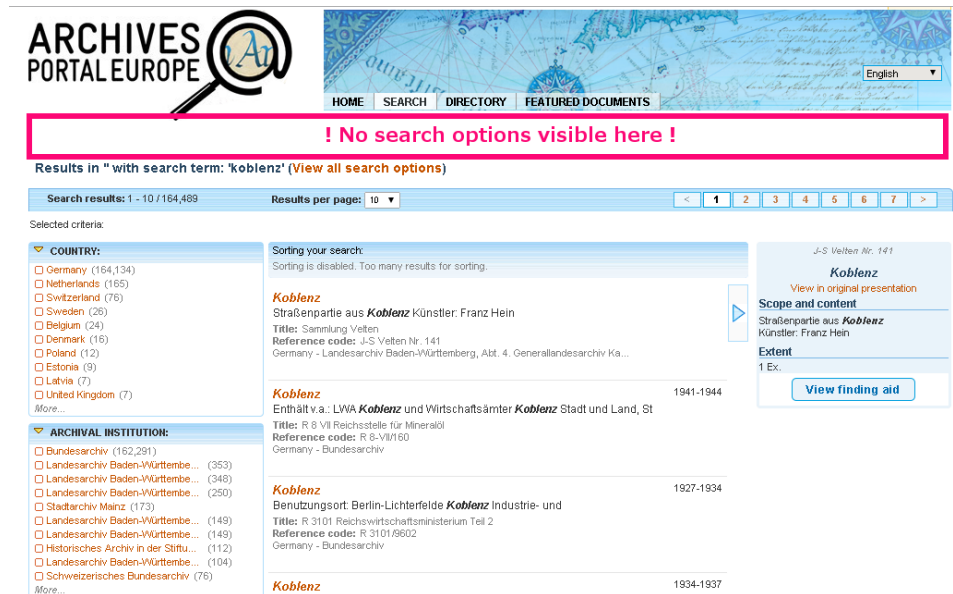 ARCHIVES
PORTAL EUROPE
English
HOME SEARCH DIRECTORY FEATURED DOCUMENTS
! No search options visible here !
Results in '' with search term: 'koblenz' (View all search options)
Search results: 1 - 10 / 164,489 Results per page: 10 < 1 2 3 4 5 6 7 >
Selected criteria:
COUNTRY:
Germany (164,134)
Netherlands (165)
Switzerland (76)
Sweden (26)
Belgium (24)
Denmark (16)
Poland (12)
Estonia (9)
Latvia (7)
United Kingdom (7)
More...
ARCHIVAL INSTITUTION:
Bundesarchiv (162,291)
Landesarchiv Baden-Württembe... (353)
Landesarchiv Baden-Württembe... (348)
Landesarchiv Baden-Württembe... (250)
Stadtarchiv Mainz (173)
Landesarchiv Baden-Württembe... (149)
Landesarchiv Baden-Württembe... (149)
Historisches Archiv in der Stiftu... (112)
Landesarchiv Baden-Württembe... (104)
Schweizerisches Bundesarchiv (76)
More...
Sorting your search:
Sorting is disabled. Too many results for sorting.
Koblenz
Straßenpartie aus Koblenz Künstler: Franz Hein
Title: Sammlung Velten
Reference code: J-S Velten Nr. 141
Germany - Landesarchiv Baden-Württemberg, Abt. 4. Generallandesarchiv Ka...
Koblenz 1941-1944
Enthält v.a.: LWA Koblenz und Wirtschaftsämter Koblenz Stadt und Land, St
Title: R 8 VII Reichsstelle für Mineralöl
Reference code: R 8-VII/160
Germany - Bundesarchiv
Koblenz 1927-1934
Benutzungsort: Berlin-Lichterfelde Koblenz Industrie- und
Title: R 3101 Reichswirtschaftsministerium Teil 2
Reference code: R 3101/9602
Germany - Bundesarchiv
Koblenz 1934-1937
J-S Velten Nr. 141
Koblenz
View in original presentation
Scope and content
Straßenpartie aus Koblenz
Künstler: Franz Hein
Extent
1 Ex.
View finding aid